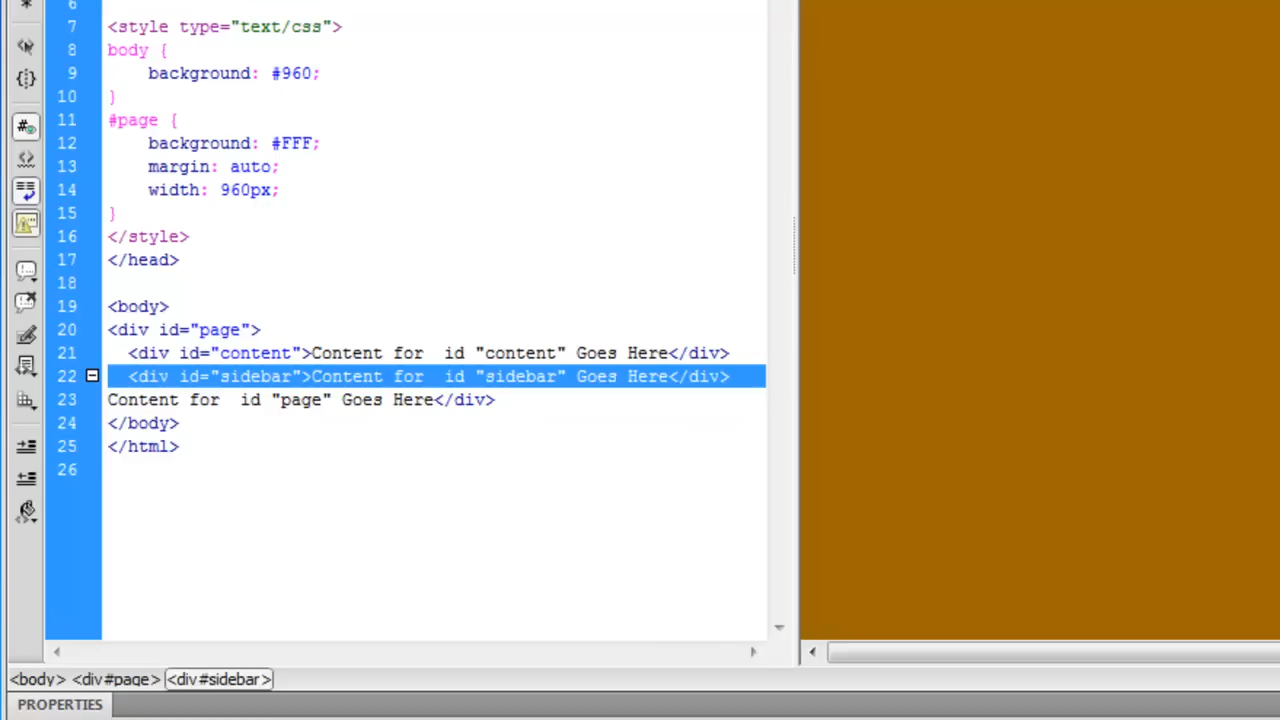 6
7 <style type="text/css">
8 body {
9     background: #960;
10 }
11 #page {
12     background: #FFF;
13     margin: auto;
14     width: 960px;
15 }
16 </style>
17 </head>
18
19 <body>
20 <div id="page">
21   <div id="content">Content for  id "content" Goes Here</div>
22   <div id="sidebar">Content for  id "sidebar" Goes Here</div>
23 Content for  id "page" Goes Here</div>
24 </body>
25 </html>
26
<body> <div#page> <div#sidebar>
PROPERTIES